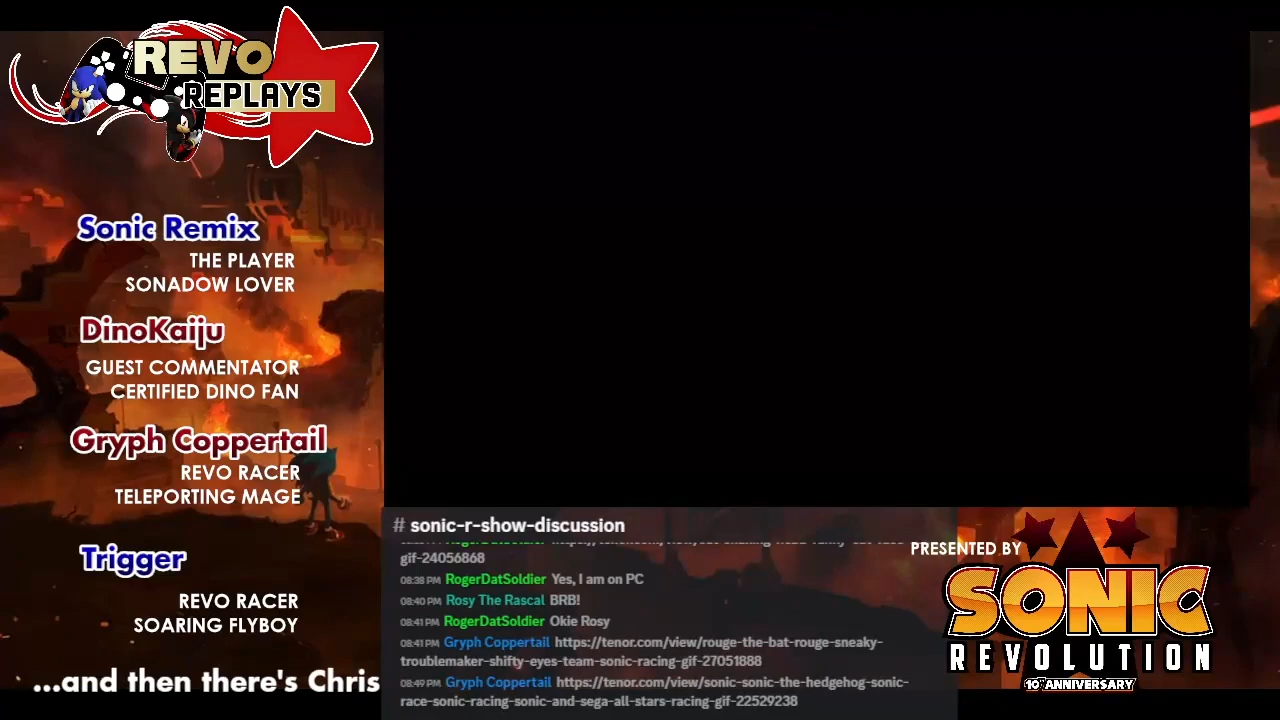 REVO
REPLAYS
Sonic Remix
THE PLAYER
SONADOW LOVER
DinoKaiju
GUEST COMMENTATOR
CERTIFIED DINO FAN
Gryph Coppertail
REVO RACER
TELEPORTING MAGE
Trigger
REVO RACER
SOARING FLYBOY
...and then there's Chris
# sonic-r-show-discussion
gif-24056868
08:38 PM RogerDatSoldier Yes, I am on PC
08:40 PM Rosy The Rascal BRB!
08:41 PM RogerDatSoldier Okie Rosy
08:41 PM Gryph Coppertail https://tenor.com/view/rouge-the-bat-rouge-sneaky-
troublemaker-shifty-eyes-team-sonic-racing-gif-27051888
08:49 PM Gryph Coppertail https://tenor.com/view/sonic-sonic-the-hedgehog-sonic-
race-sonic-racing-sonic-and-sega-all-stars-racing-gif-22529238
PRESENTED BY
SONIC
REVOLUTION
10TH ANNIVERSARY